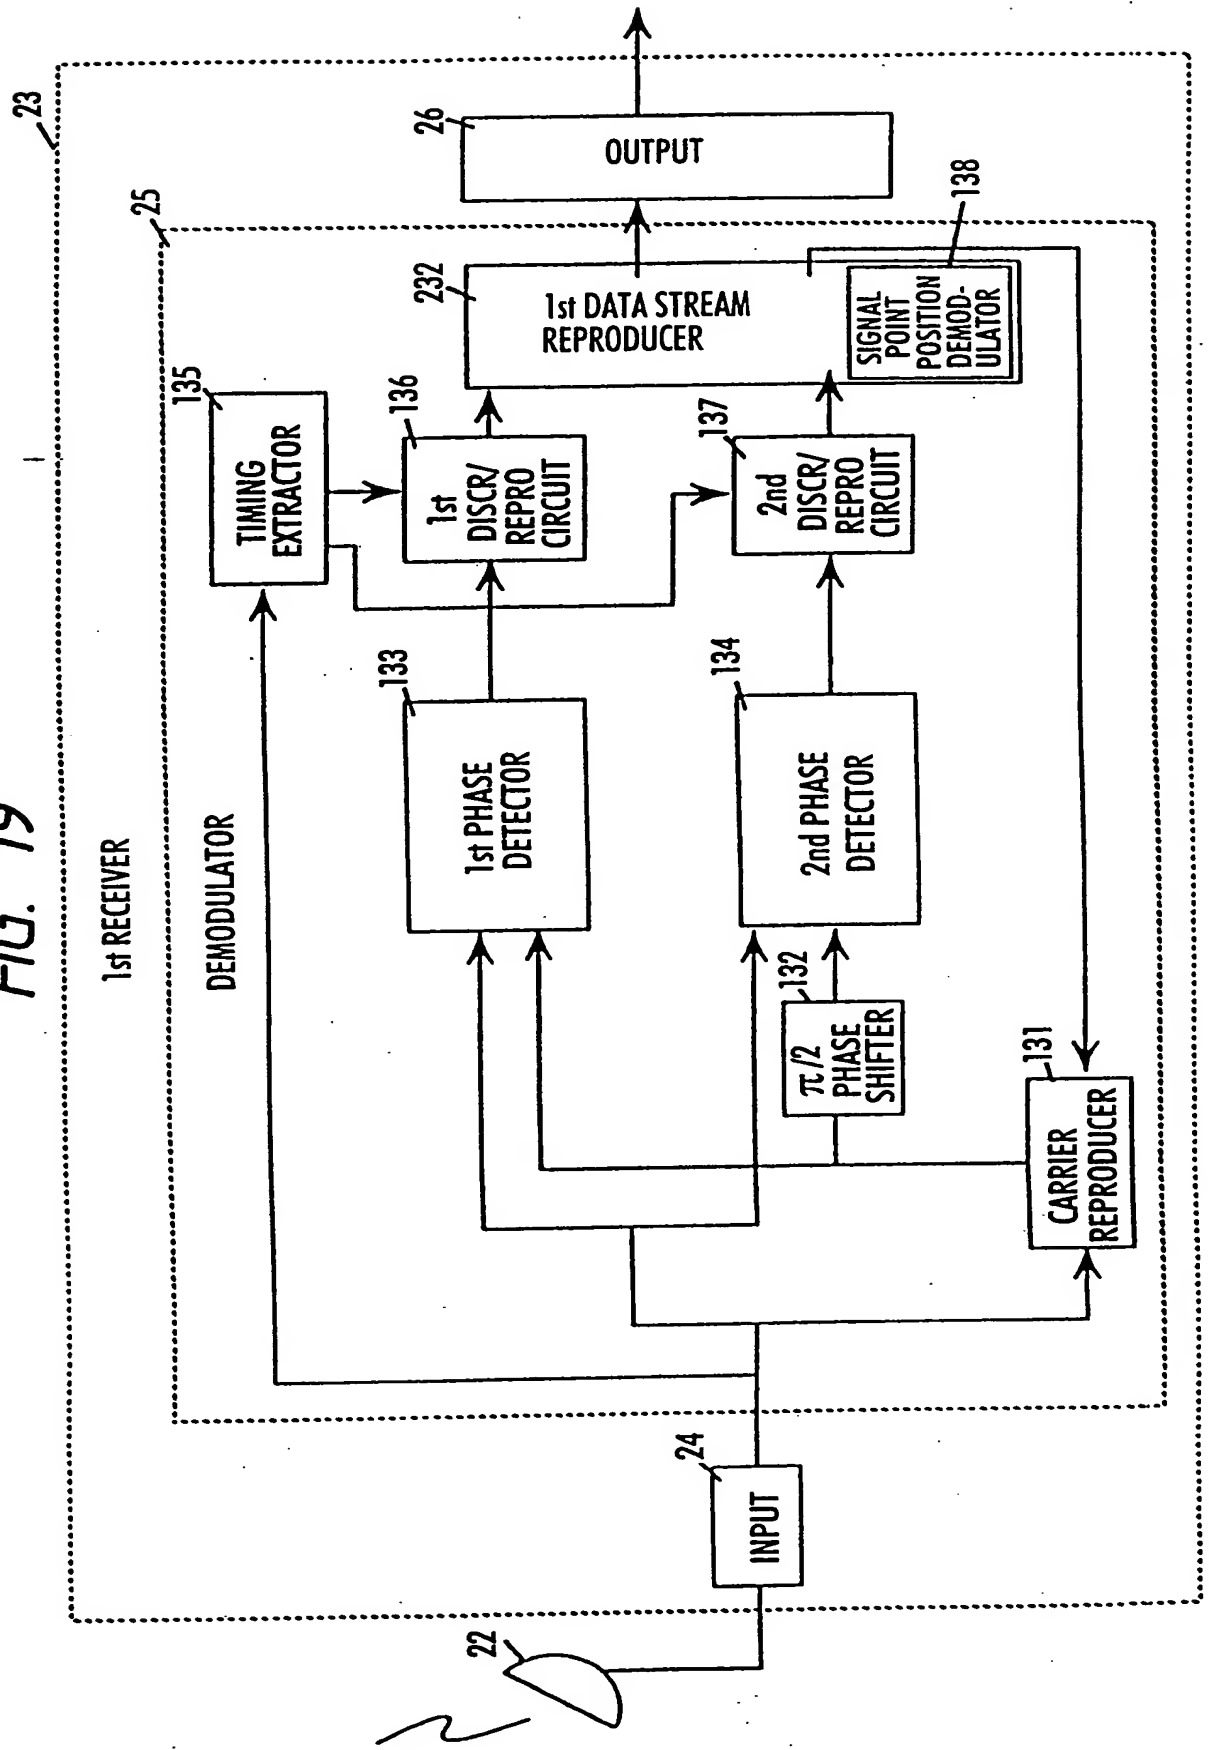 FIG. 19
23
1st RECEIVER
25
DEMODULATOR
135
TIMING
EXTRACTOR
26
OUTPUT
232
1st DATA STREAM
REPRODUCER
138
SIGNAL
POINT
POSITION
DEMOD-
ULATOR
136
1st
DISCR/
REPRO
CIRCUIT
137
2nd
DISCR/
REPRO
CIRCUIT
133
1st PHASE
DETECTOR
134
2nd PHASE
DETECTOR
132
π/2
PHASE
SHIFTER
131
CARRIER
REPRODUCER
24
INPUT
22